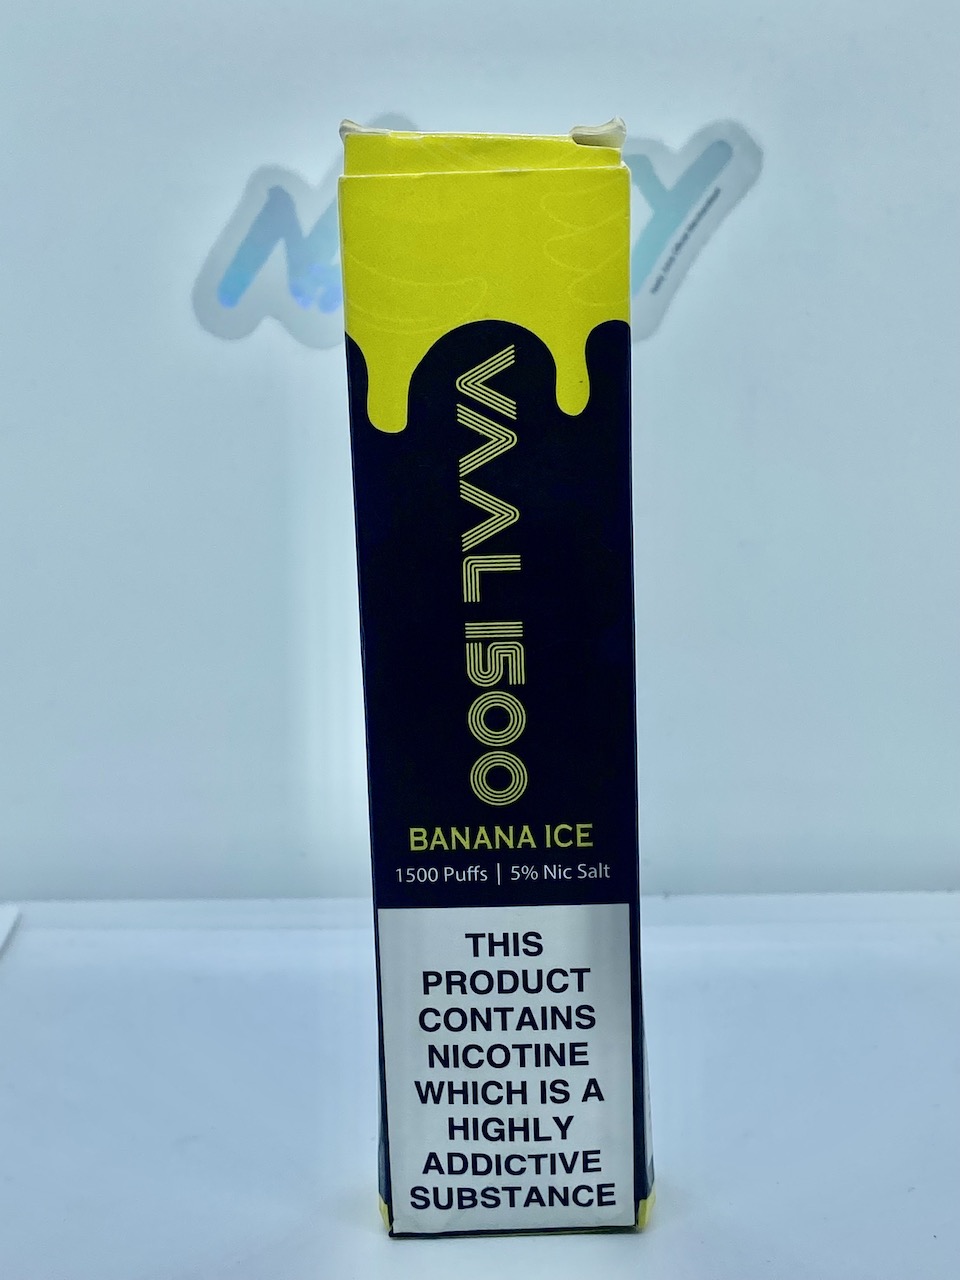 VAAL 1500
BANANA ICE
1500 Puffs | 5% Nic Salt
THIS
PRODUCT
CONTAINS
NICOTINE
WHICH IS A
HIGHLY
ADDICTIVE
SUBSTANCE